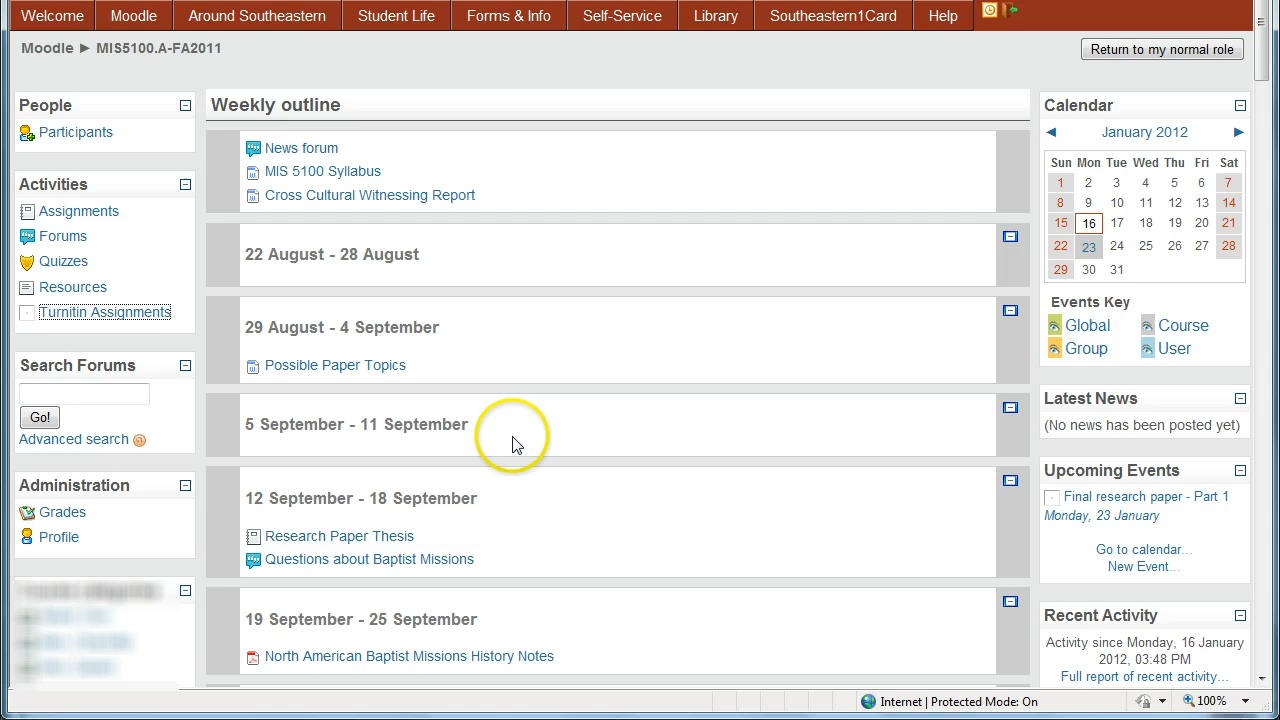 Welcome Moodle Around Southeastern Student Life Forms & Info Self-Service Library Southeastern1Card Help
Moodle ► MIS5100.A-FA2011
Return to my normal role
People
Participants
Activities
Assignments
Forums
Quizzes
Resources
Turnitin Assignments
Search Forums
Go!
Advanced search
Administration
Grades
Profile
Weekly outline
News forum
MIS 5100 Syllabus
Cross Cultural Witnessing Report
22 August - 28 August
29 August - 4 September
Possible Paper Topics
5 September - 11 September
12 September - 18 September
Research Paper Thesis
Questions about Baptist Missions
19 September - 25 September
North American Baptist Missions History Notes
Calendar
◄ January 2012 ►
Sun Mon Tue Wed Thu Fri Sat
1 2 3 4 5 6 7
8 9 10 11 12 13 14
15 16 17 18 19 20 21
22 23 24 25 26 27 28
29 30 31
Events Key
Global Course
Group User
Latest News
(No news has been posted yet)
Upcoming Events
Final research paper - Part 1
Monday, 23 January
Go to calendar...
New Event...
Recent Activity
Activity since Monday, 16 January
2012, 03:48 PM
Full report of recent activity...
Internet | Protected Mode: On
100%